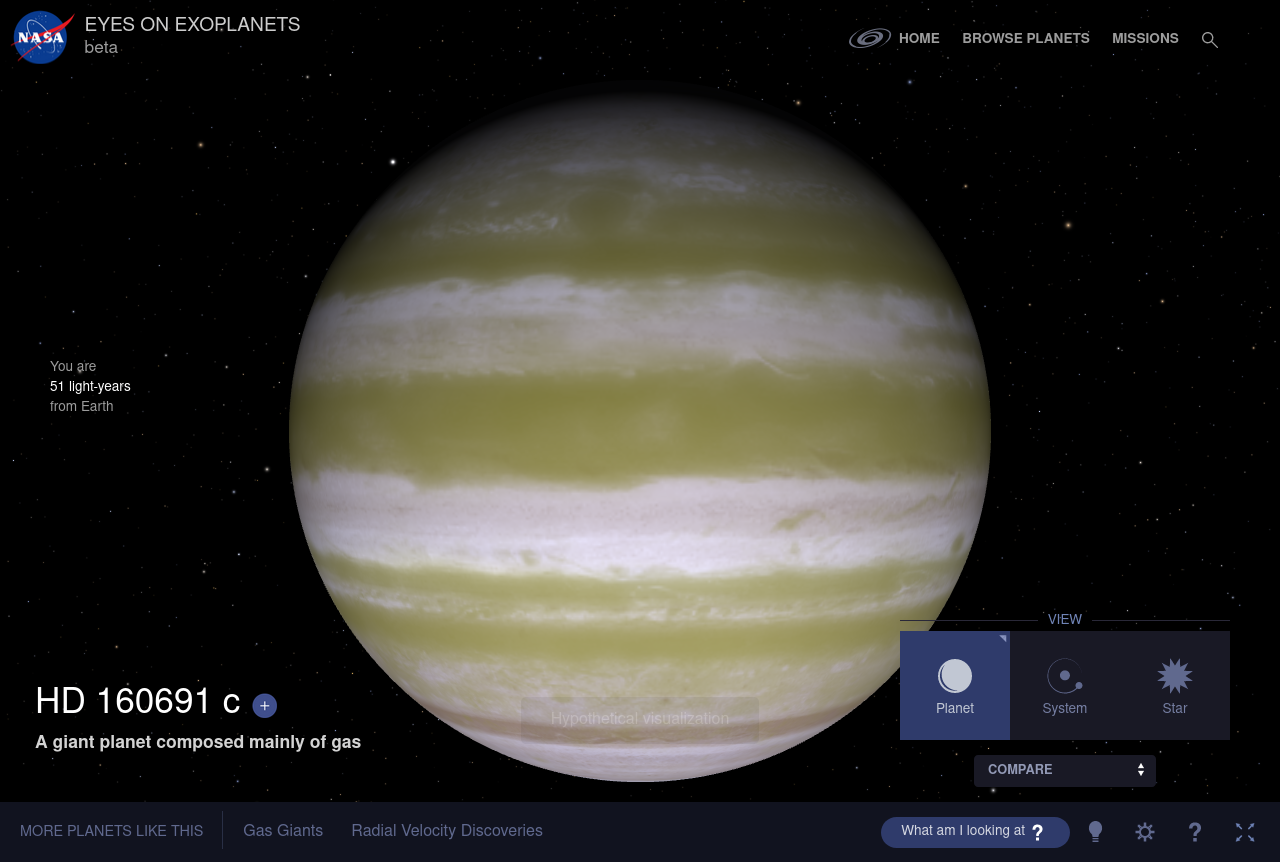 NASA
EYES ON EXOPLANETS
beta
HOME
BROWSE PLANETS
MISSIONS
You are
51 light-years
from Earth
HD 160691 c +
A giant planet composed mainly of gas
Hypothetical visualization
VIEW
Planet
System
Star
COMPARE
MORE PLANETS LIKE THIS
Gas Giants
Radial Velocity Discoveries
What am I looking at ?
?